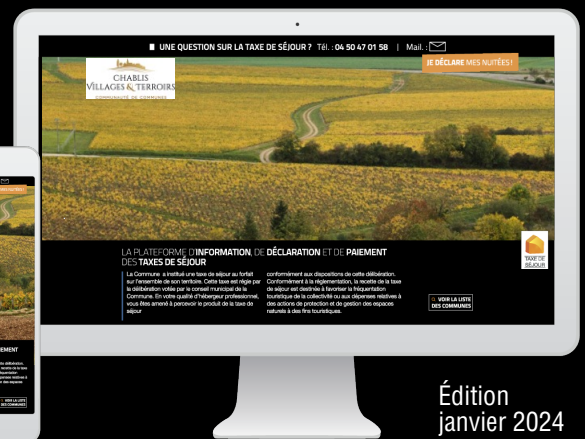 UNE QUESTION SUR LA TAXE DE SÉJOUR ? Tél. : 04 50 47 01 58 | Mail. :
JE DÉCLARE MES NUITÉES !
CHABLIS
VILLAGES & TERROIRS
COMMUNAUTÉ DE COMMUNES
LA PLATEFORME D'INFORMATION, DE DÉCLARATION ET DE PAIEMENT
DES TAXES DE SÉJOUR
La Commune a institué une taxe de séjour au forfait
sur l'ensemble de son territoire. Cette taxe est régie par
la délibération votée par le conseil municipal de la
Commune. En votre qualité d'hébergeur professionnel,
vous êtes amené à percevoir le produit de la taxe de
séjour
conformément aux dispositions de cette délibération.
Conformément à la réglementation, la recette de la taxe
de séjour est destinée à favoriser la fréquentation
touristique de la collectivité ou aux dépenses relatives à
des actions de protection et de gestion des espaces
naturels à des fins touristiques.
TAXE DE
SÉJOUR
VOIR LA LISTE
DES COMMUNES
EMENT
VOIR LA LISTE
DES COMMUNES
Édition
janvier 2024